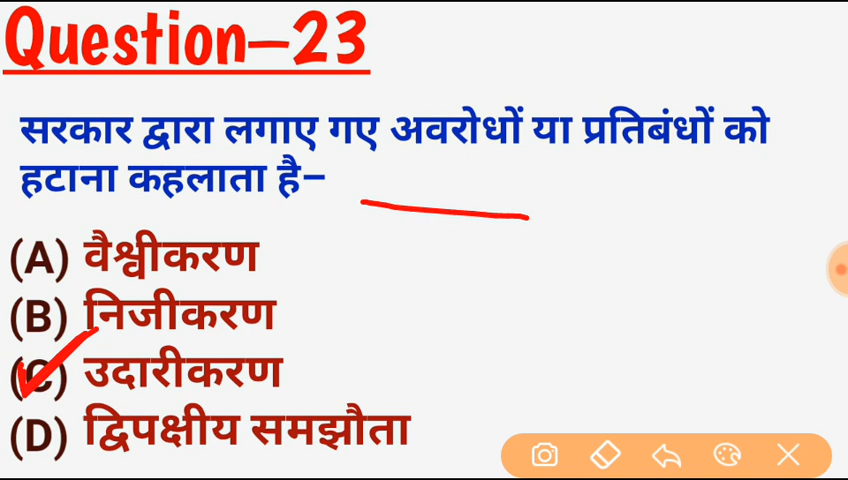 Question–23
सरकार द्वारा लगाए गए अवरोधों या प्रतिबंधों को
हटाना कहलाता है–
(A) वैश्वीकरण
(B) निजीकरण
(C) उदारीकरण
(D) द्विपक्षीय समझौता